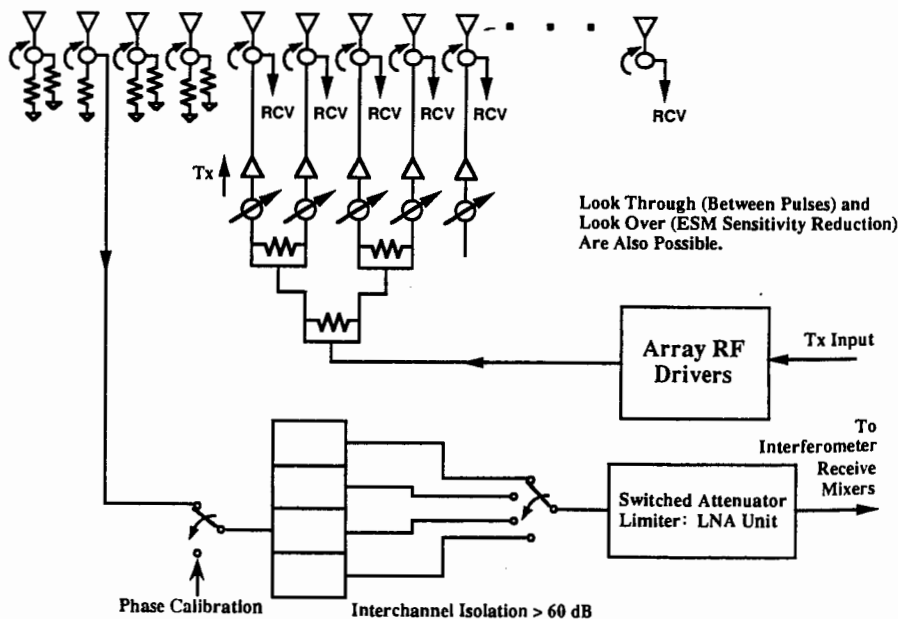 RCV
RCV
RCV
RCV
RCV
RCV
Tx
Look Through (Between Pulses) and
Look Over (ESM Sensitivity Reduction)
Are Also Possible.
Array RF
Drivers
Tx Input
To
Interferometer
Receive
Mixers
Switched Attenuator
Limiter: LNA Unit
Phase Calibration
Interchannel Isolation > 60 dB